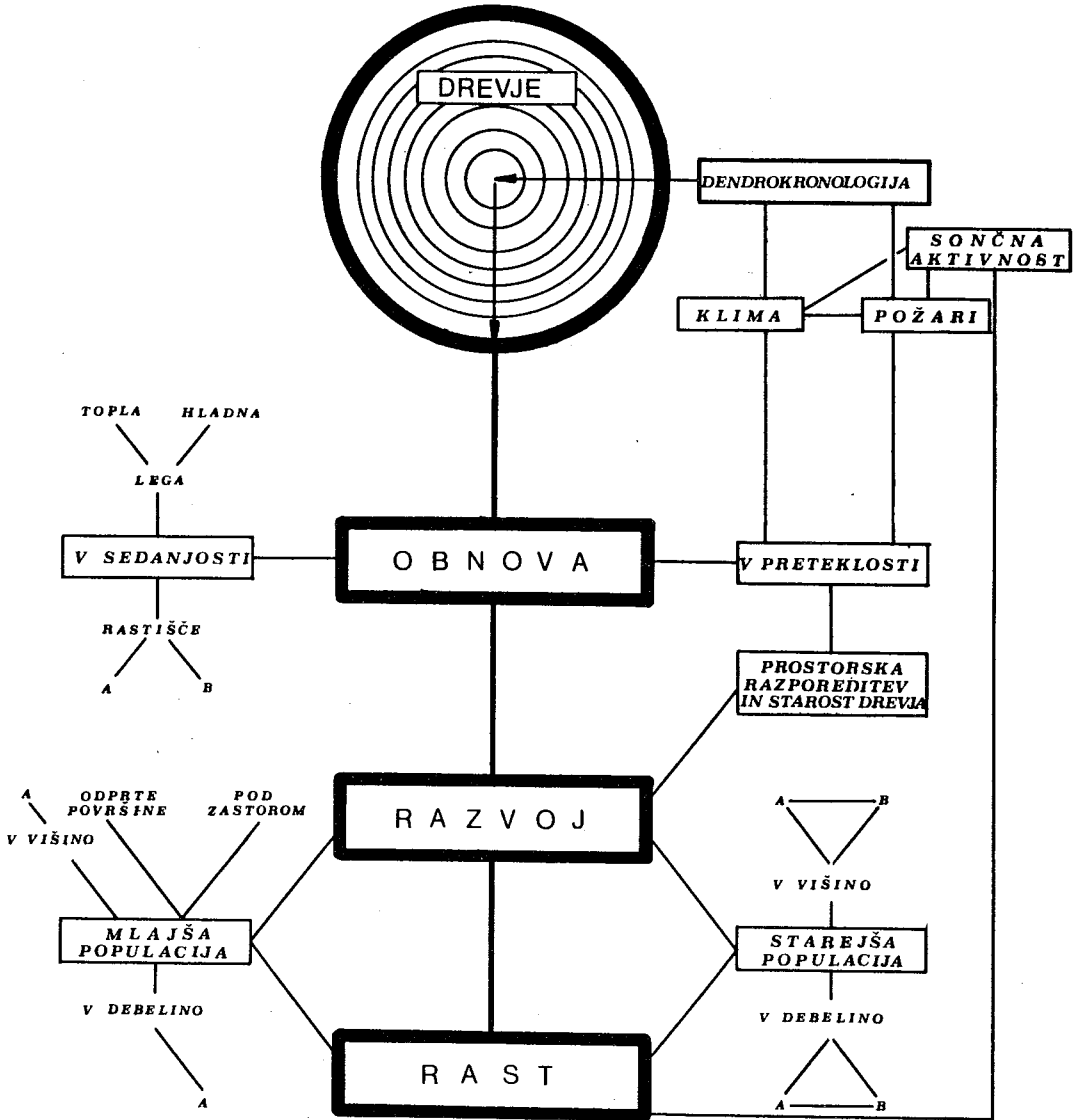 DREVJE
DENDROKRONOLOGIJA
SONČNA
AKTIVNOST
KLIMA
POŽARI
TOPLA
HLADNA
LEGA
V SEDANJOSTI
OBNOVA
V PRETEKLOSTI
RASTIŠČE
A
B
PROSTORSKA
RAZPOREDITEV
IN STAROST DREVJA
A
ODPRTE
POVRŠINE
POD
ZASTOROM
RAZVOJ
A
B
V VIŠINO
V VIŠINO
MLAJŠA
POPULACIJA
STAREJŠA
POPULACIJA
V DEBELINO
V DEBELINO
RAST
A
A
B